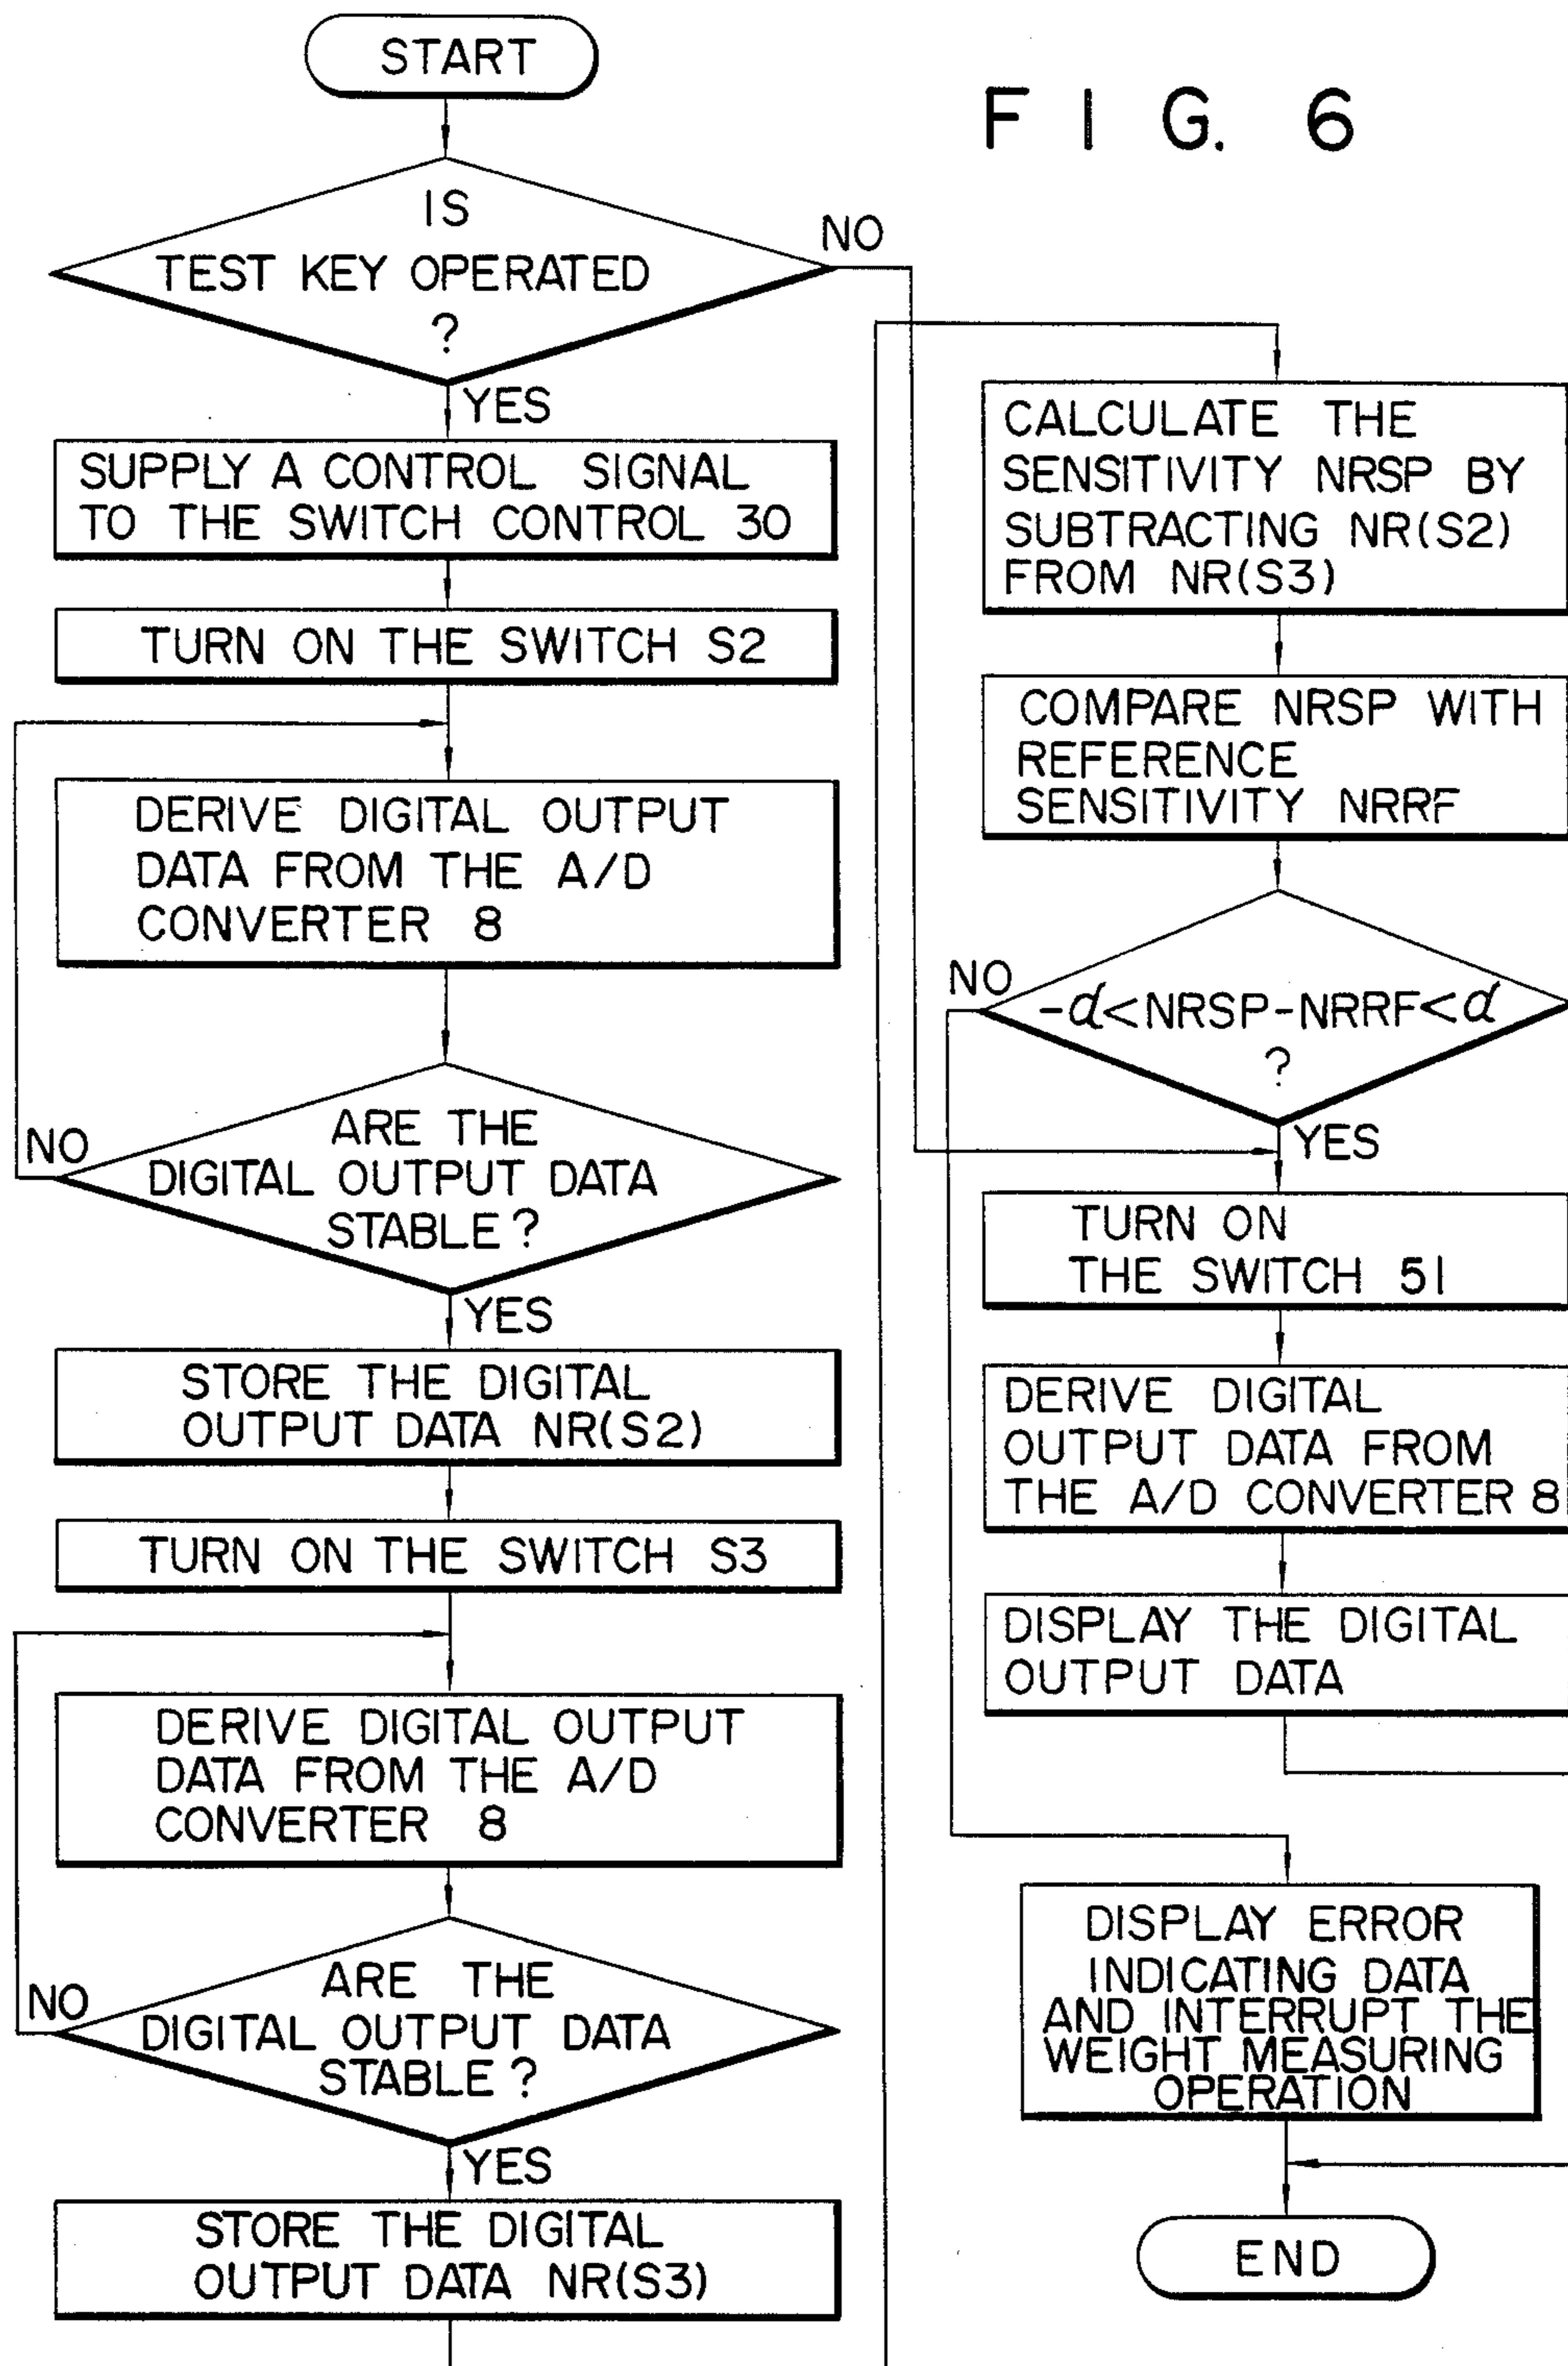 START
FIG. 6
IS
TEST KEY OPERATED
?
NO
YES
SUPPLY A CONTROL SIGNAL
TO THE SWITCH CONTROL 30
TURN ON THE SWITCH S2
DERIVE DIGITAL OUTPUT
DATA FROM THE A/D
CONVERTER 8
NO
ARE THE
DIGITAL OUTPUT DATA
STABLE?
YES
STORE THE DIGITAL
OUTPUT DATA NR(S2)
TURN ON THE SWITCH S3
DERIVE DIGITAL OUTPUT
DATA FROM THE A/D
CONVERTER 8
NO
ARE THE
DIGITAL OUTPUT DATA
STABLE?
YES
STORE THE DIGITAL
OUTPUT DATA NR(S3)
CALCULATE THE
SENSITIVITY NRSP BY
SUBTRACTING NR(S2)
FROM NR(S3)
COMPARE NRSP WITH
REFERENCE
SENSITIVITY NRRF
NO
-d<NRSP-NRRF<d
?
YES
TURN ON
THE SWITCH 51
DERIVE DIGITAL
OUTPUT DATA FROM
THE A/D CONVERTER 8
DISPLAY THE DIGITAL
OUTPUT DATA
DISPLAY ERROR
INDICATING DATA
AND INTERRUPT THE
WEIGHT MEASURING
OPERATION
END